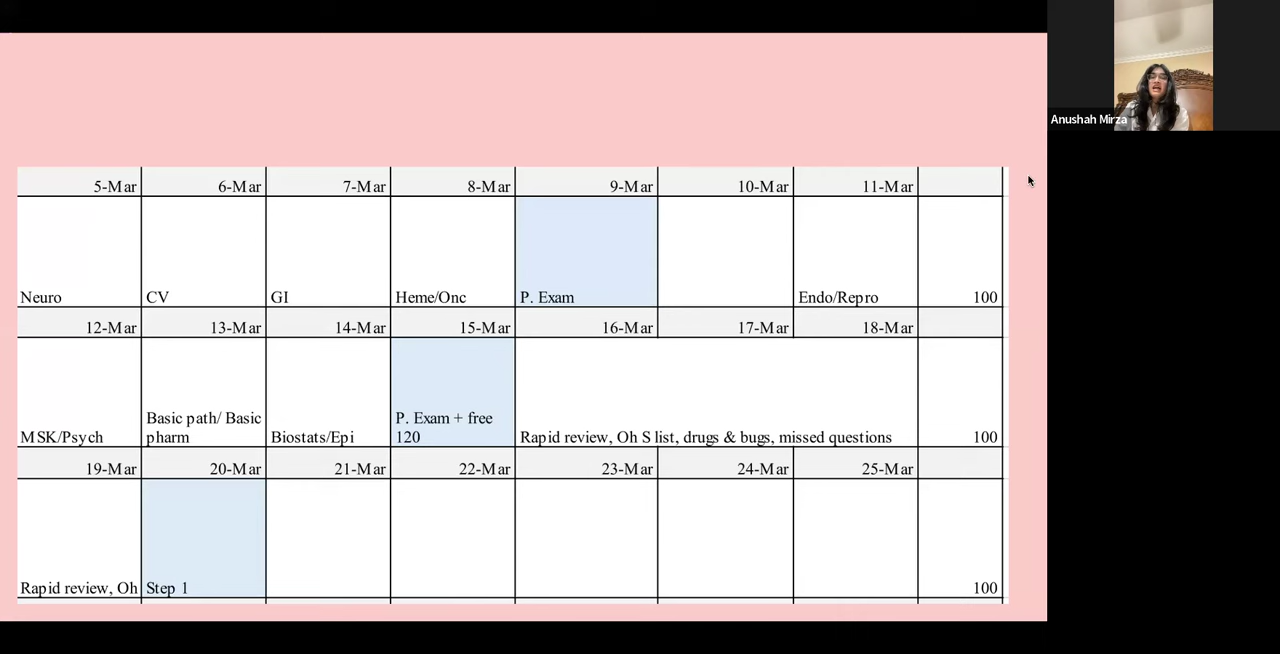 5-Mar 6-Mar 7-Mar 8-Mar 9-Mar 10-Mar 11-Mar
Neuro CV GI Heme/Onc P. Exam Endo/Repro 100
12-Mar 13-Mar 14-Mar 15-Mar 16-Mar 17-Mar 18-Mar
MSK/Psych Basic path/ Basic pharm Biostats/Epi P. Exam + free 120 Rapid review, Oh S list, drugs & bugs, missed questions 100
19-Mar 20-Mar 21-Mar 22-Mar 23-Mar 24-Mar 25-Mar
Rapid review, Oh Step 1 100
Anushah Mirza